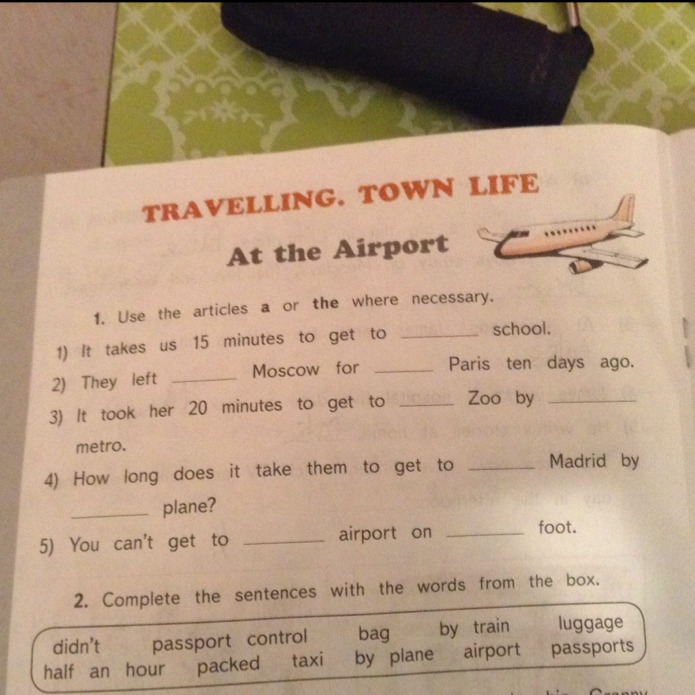 TRAVELLING. TOWN LIFE
At the Airport
1. Use the articles a or the where necessary.
1) It takes us 15 minutes to get to ________ school.
2) They left _______ Moscow for ______ Paris ten days ago.
3) It took her 20 minutes to get to ______ Zoo by ________
metro.
4) How long does it take them to get to _______ Madrid by
________ plane?
5) You can't get to ________ airport on ________ foot.
2. Complete the sentences with the words from the box.
didn't passport control bag by train luggage
half an hour packed taxi by plane airport passports
Granny